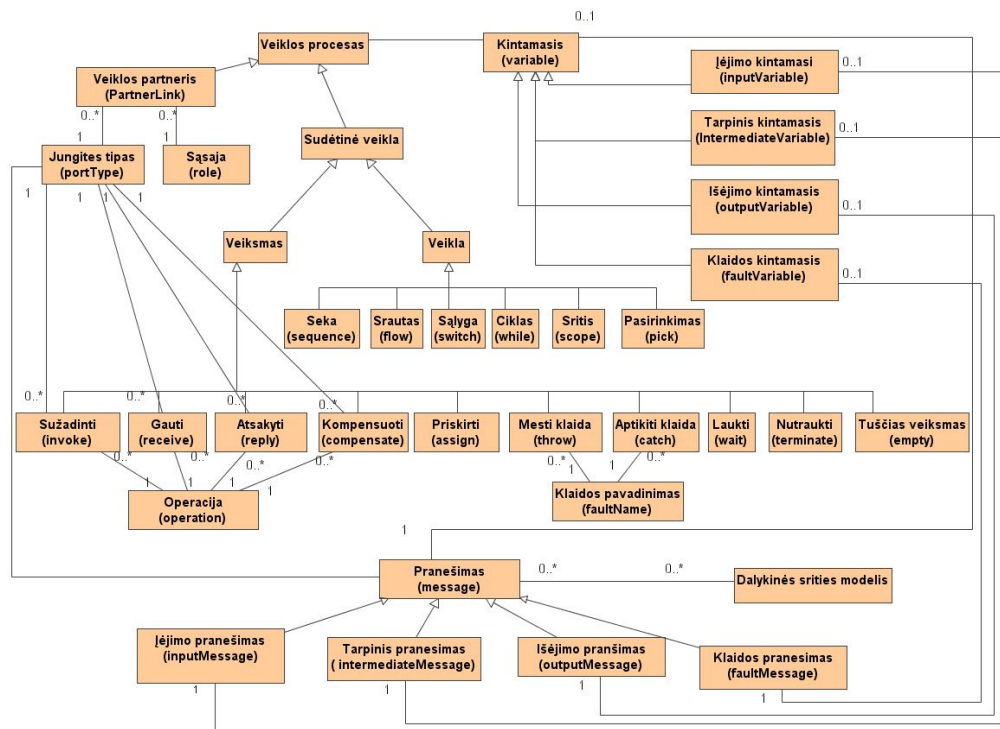 0..1
Veiklos procesas
Kintamasis
(variable)
Įėjimo kintamasi
(inputVariable)
0..1
Veiklos partneris
(PartnerLink)
0..*
0..*
Tarpinis kintamasis
(IntermediateVariable)
0..1
1
1
Sudėtinė veikla
Jungites tipas
(portType)
Sąsaja
(role)
1
1
1
1
Išėjimo kintamasis
(outputVariable)
0..1
Veiksmas
Veikla
Klaidos kintamasis
(faultVariable)
0..1
Seka
(sequence)
Srautas
(flow)
Sąlyga
(switch)
Ciklas
(while)
Sritis
(scope)
Pasirinkimas
(pick)
0..*
0..*
0..*
0..*
Sužadinti
(invoke)
Gauti
(receive)
Atsakyti
(reply)
Kompensuoti
(compensate)
Priskirti
(assign)
Mesti klaida
(throw)
Aptikiti klaida
(catch)
Laukti
(wait)
Nutraukti
(terminate)
Tuščias veiksmas
(empty)
0..*
0..*
0..*
0..*
0..*
0..*
1
1
1
1
1
1
Operacija
(operation)
Klaidos pavadinimas
(faultName)
1
Pranešimas
(message)
0..*
0..*
Dalykinės srities modelis
Įėjimo pranešimas
(inputMessage)
Tarpinis pranesimas
( intermediateMessage)
Išėjimo pranšimas
(outputMessage)
Klaidos pranesimas
(faultMessage)
1
1
1
1